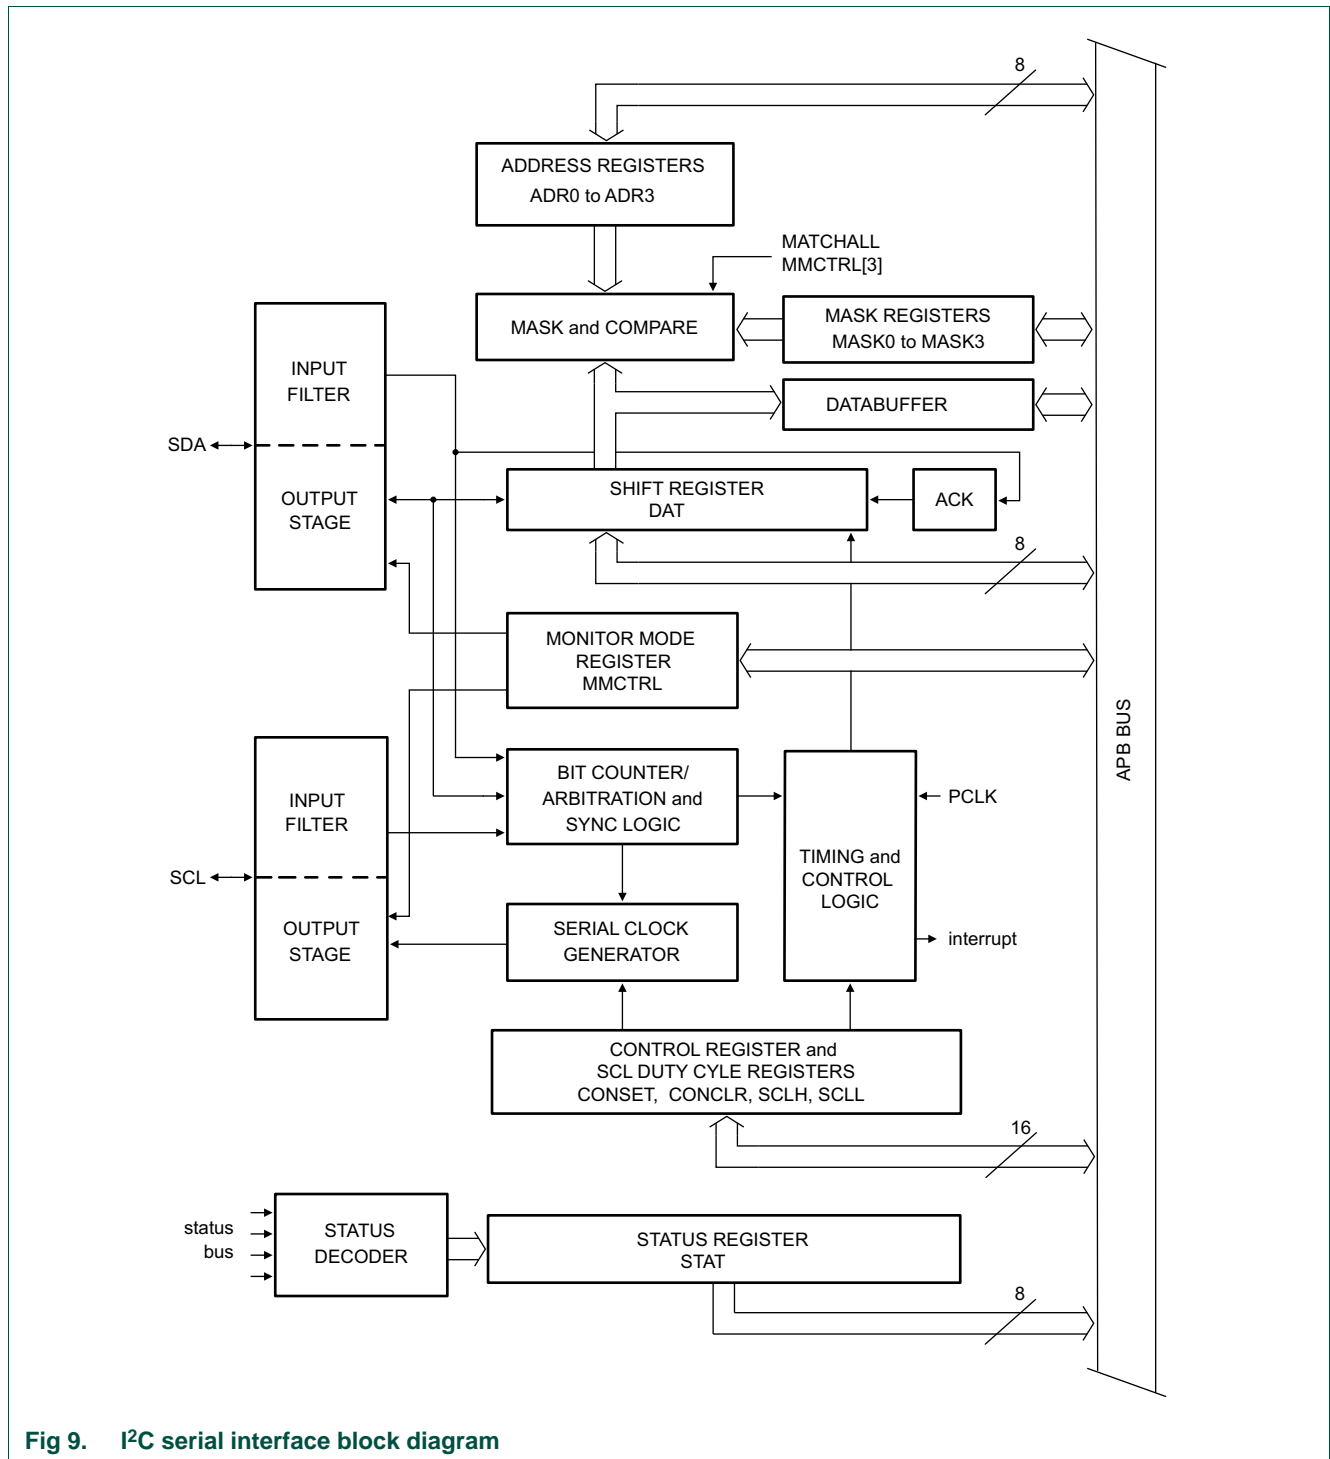 8
ADDRESS REGISTERS
ADR0 to ADR3
MATCHALL
MMCTRL[3]
MASK and COMPARE
MASK REGISTERS
MASK0 to MASK3
INPUT
FILTER
DATABUFFER
SDA
OUTPUT
STAGE
SHIFT REGISTER
DAT
ACK
8
MONITOR MODE
REGISTER
MMCTRL
APB BUS
INPUT
FILTER
BIT COUNTER/
ARBITRATION and
SYNC LOGIC
PCLK
TIMING and
CONTROL
LOGIC
SCL
OUTPUT
STAGE
SERIAL CLOCK
GENERATOR
interrupt
CONTROL REGISTER and
SCL DUTY CYLE REGISTERS
CONSET, CONCLR, SCLH, SCLL
16
status
bus
STATUS
DECODER
STATUS REGISTER
STAT
8
Fig 9. I2C serial interface block diagram